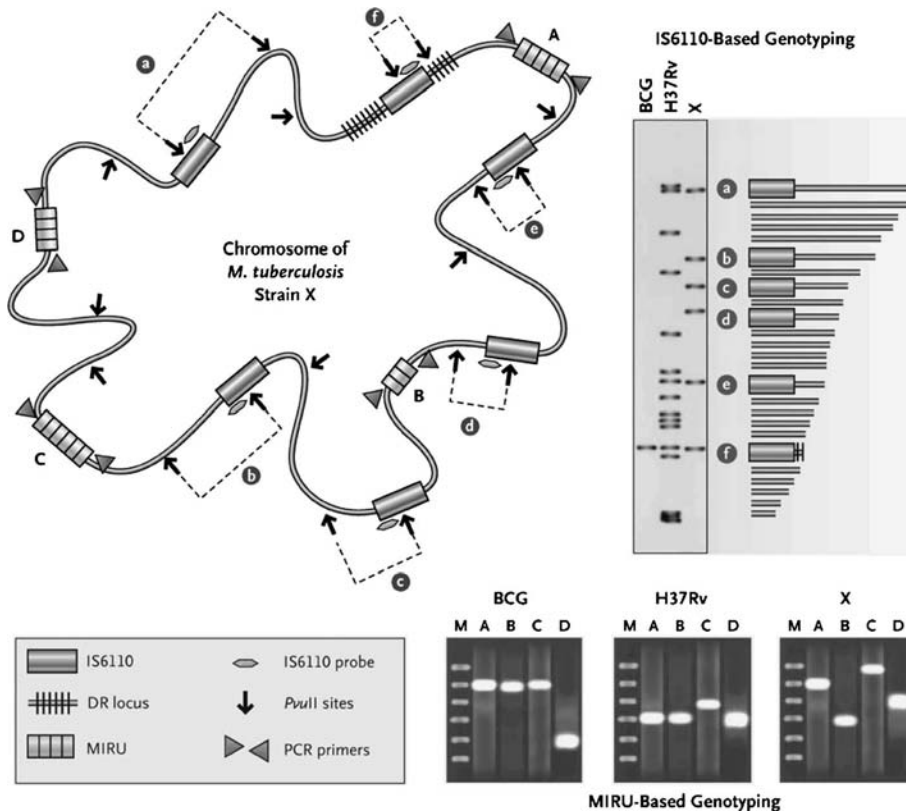 f
A
a
IS6110-Based Genotyping
BCG
H37Rv
X
a
b
c
d
e
f
D
e
Chromosome of
M. tuberculosis
Strain X
B
d
C
b
c
BCG
H37Rv
X
M A B C D
M A B C D
M A B C D
IS6110
IS6110 probe
DR locus
PvuII sites
MIRU
PCR primers
MIRU-Based Genotyping